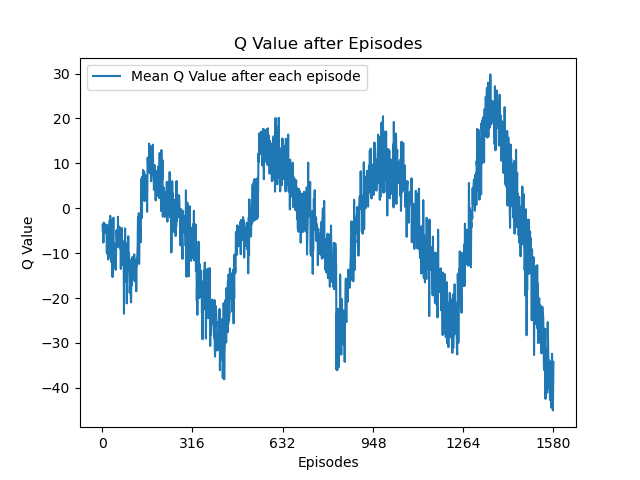 Q Value after Episodes
Mean Q Value after each episode
30
20
10
0
−10
−20
−30
−40
Q Value
0 316 632 948 1264 1580
Episodes